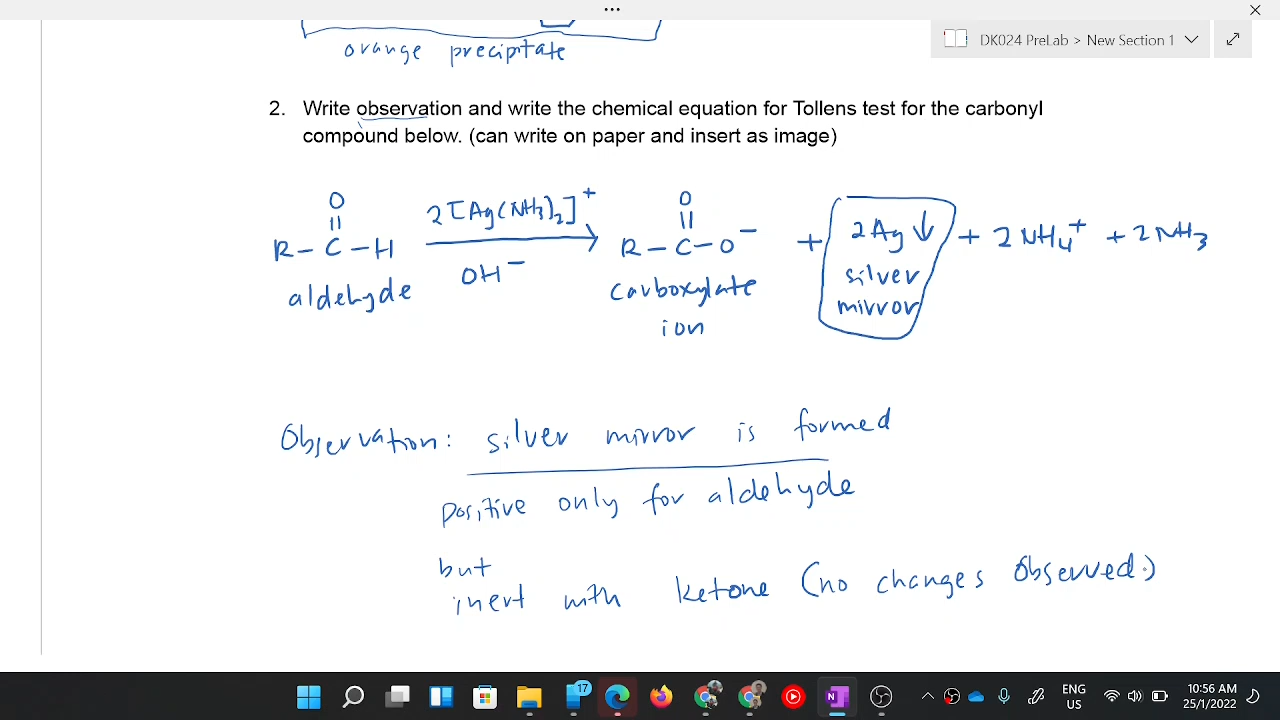 orange preciptate
DK024 PreLab > New Section 1
2. Write observation and write the chemical equation for Tollens test for the carbonyl
compound below. (can write on paper and insert as image)
O
||
R – C – H
aldehyde
2[Ag(NH3)2]+
OH–
O
||
R – C – O–
carboxylate
ion
+ 2Ag↓ + 2NH4+ + 2NH3
silver
mirror
Observation: silver mirror is formed
positive only for aldehyde
but
inert with ketone (no changes observed.)
17
ENG
US
10:56 AM
25/1/2022